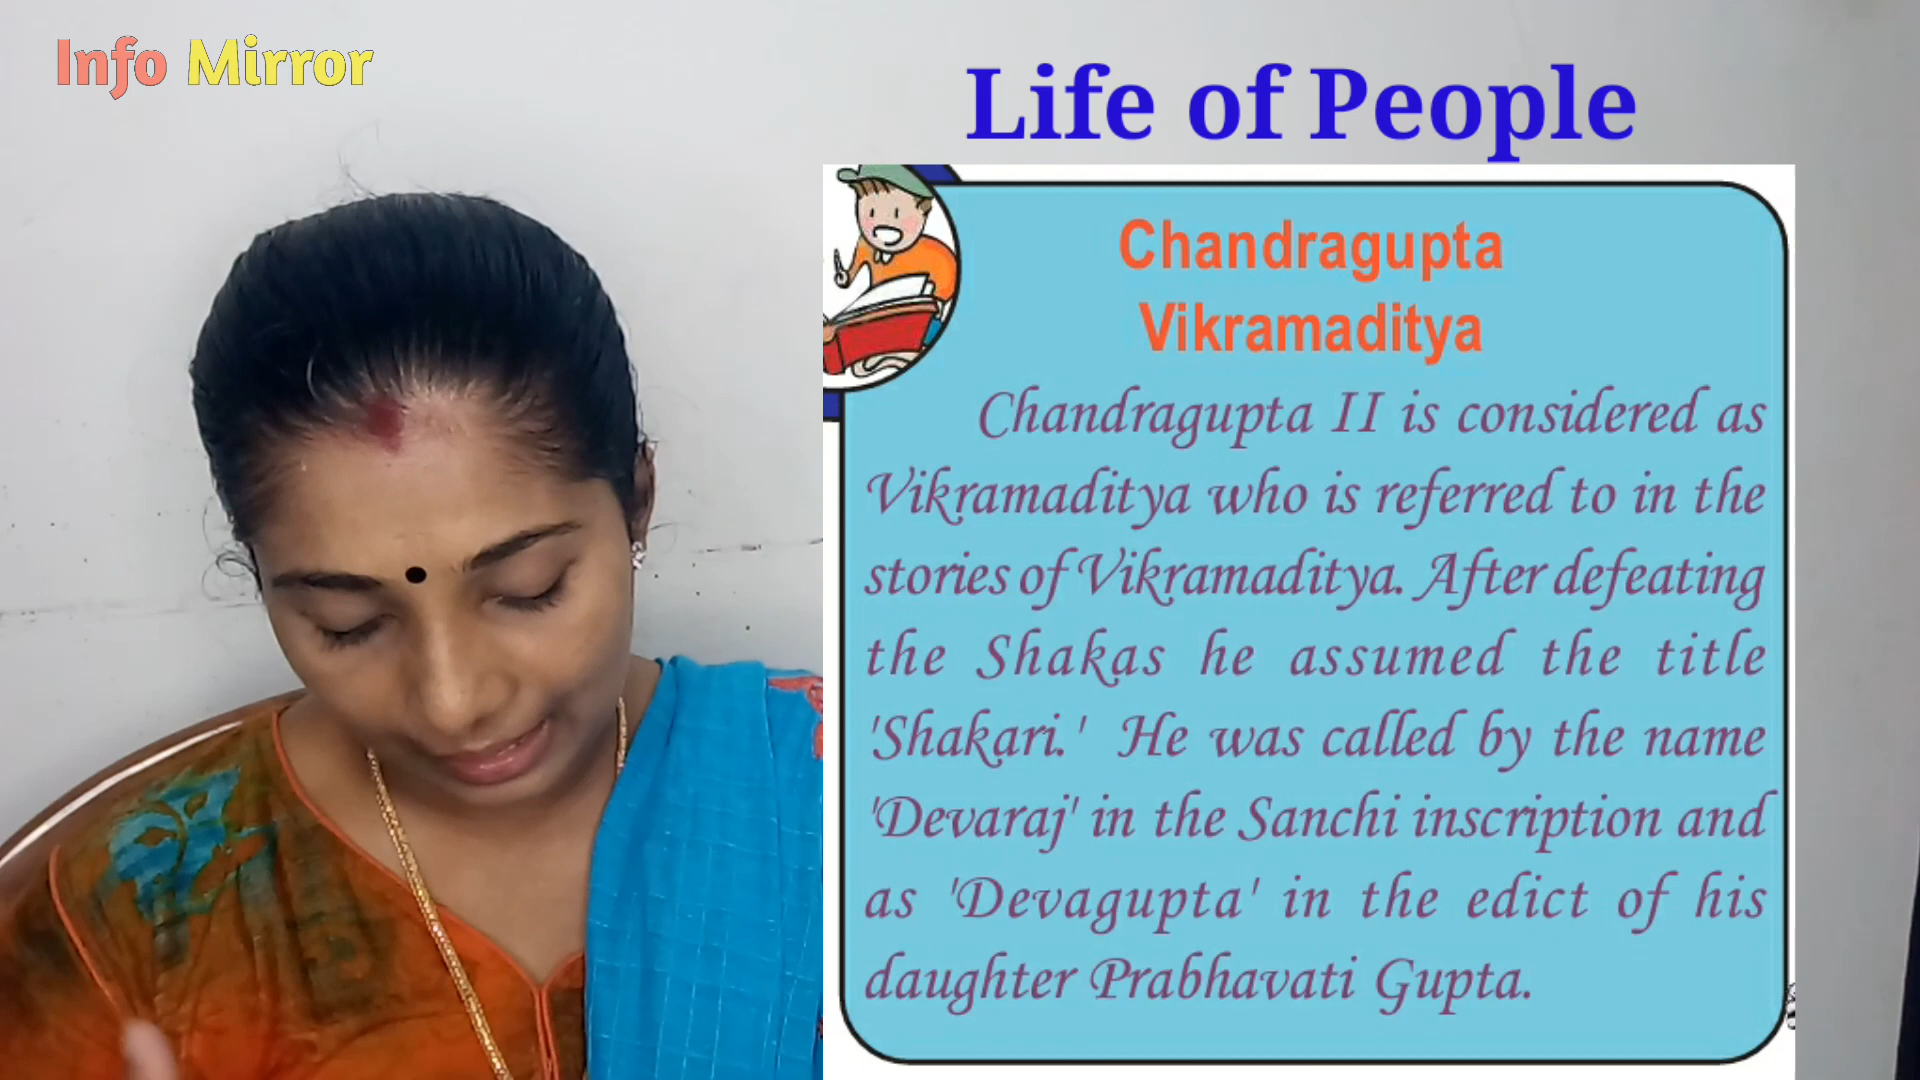 Info Mirror
Life of People
Chandragupta
Vikramaditya
Chandragupta II is considered as
Vikramaditya who is referred to in the
stories of Vikramaditya. After defeating
the Shakas he assumed the title
'Shakari.' He was called by the name
'Devaraj' in the Sanchi inscription and
as 'Devagupta' in the edict of his
daughter Prabhavati Gupta.